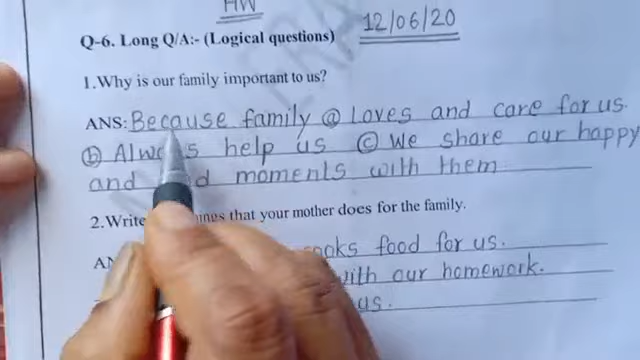 HW
12/06/20
Q-6. Long Q/A:- (Logical questions)
1.Why is our family important to us?
ANS: Because family ⓐ Loves and care for us.
ⓑ Always help us ⓒ We share our happy
and moments with them
2.Write that your mother does for the family.
cooks food for us.
with our homework.
us.